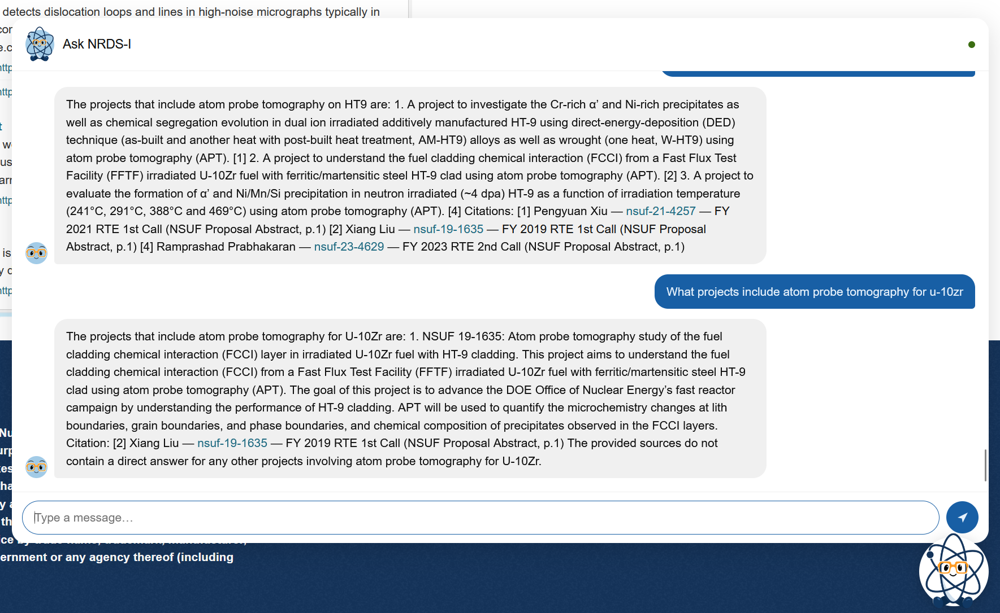 detects dislocation loops and lines in high-noise micrographs typically in
Ask NRDS-I
The projects that include atom probe tomography on HT9 are: 1. A project to investigate the Cr-rich α’ and Ni-rich precipitates as
well as chemical segregation evolution in dual ion irradiated additively manufactured HT-9 using direct-energy-deposition (DED)
technique (as-built and another heat with post-built heat treatment, AM-HT9) alloys as well as wrought (one heat, W-HT9) using
atom probe tomography (APT). [1] 2. A project to understand the fuel cladding chemical interaction (FCCI) from a Fast Flux Test
Facility (FFTF) irradiated U-10Zr fuel with ferritic/martensitic steel HT-9 clad using atom probe tomography (APT). [2] 3. A project to
evaluate the formation of α’ and Ni/Mn/Si precipitation in neutron irradiated (~4 dpa) HT-9 as a function of irradiation temperature
(241°C, 291°C, 388°C and 469°C) using atom probe tomography (APT). [4] Citations: [1] Pengyuan Xiu — nsuf-21-4257 — FY
2021 RTE 1st Call (NSUF Proposal Abstract, p.1) [2] Xiang Liu — nsuf-19-1635 — FY 2019 RTE 1st Call (NSUF Proposal
Abstract, p.1) [4] Ramprashad Prabhakaran — nsuf-23-4629 — FY 2023 RTE 2nd Call (NSUF Proposal Abstract, p.1)
What projects include atom probe tomography for u-10zr
The projects that include atom probe tomography for U-10Zr are: 1. NSUF 19-1635: Atom probe tomography study of the fuel
cladding chemical interaction (FCCI) layer in irradiated U-10Zr fuel with HT-9 cladding. This project aims to understand the fuel
cladding chemical interaction (FCCI) from a Fast Flux Test Facility (FFTF) irradiated U-10Zr fuel with ferritic/martensitic steel HT-9
clad using atom probe tomography (APT). The goal of this project is to advance the DOE Office of Nuclear Energy’s fast reactor
campaign by understanding the performance of HT-9 cladding. APT will be used to quantify the microchemistry changes at lith
boundaries, grain boundaries, and phase boundaries, and chemical composition of precipitates observed in the FCCI layers.
Citation: [2] Xiang Liu — nsuf-19-1635 — FY 2019 RTE 1st Call (NSUF Proposal Abstract, p.1) The provided sources do not
contain a direct answer for any other projects involving atom probe tomography for U-10Zr.
Type a message…
ernment or any agency thereof (including